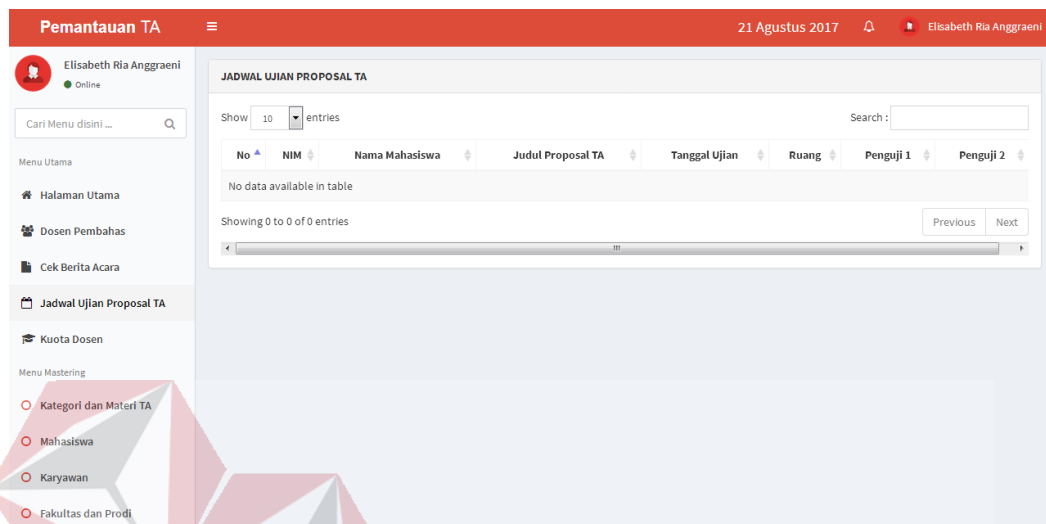 Pemantauan TA
21 Agustus 2017
Elisabeth Ria Anggraeni
Elisabeth Ria Anggraeni
Online
Cari Menu disini ...
Menu Utama
Halaman Utama
Dosen Pembahas
Cek Berita Acara
Jadwal Ujian Proposal TA
Kuota Dosen
Menu Mastering
Kategori dan Materi TA
Mahasiswa
Karyawan
Fakultas dan Prodi
JADWAL UJIAN PROPOSAL TA
Show 10 entries
Search :
No NIM Nama Mahasiswa Judul Proposal TA Tanggal Ujian Ruang Penguji 1 Penguji 2
No data available in table
Showing 0 to 0 of 0 entries
Previous Next